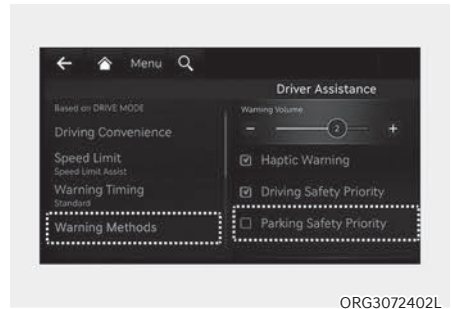 Menu
Driver Assistance
Based on DRIVE MODE
Driving Convenience
Speed Limit
Speed Limit Assist
Warning Timing
Standard
Warning Methods
Warning Volume
- 2 +
Haptic Warning
Driving Safety Priority
Parking Safety Priority
ORG3072402L